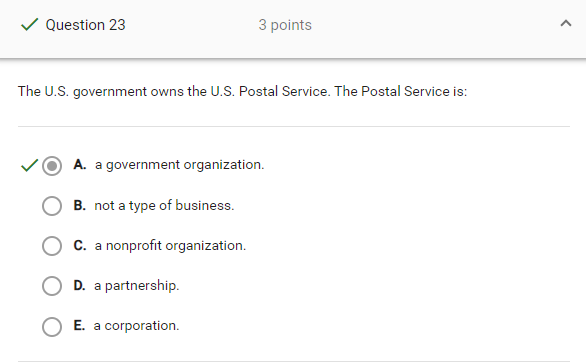 Question 23 3 points
The U.S. government owns the U.S. Postal Service. The Postal Service is:
A. a government organization.
B. not a type of business.
C. a nonprofit organization.
D. a partnership.
E. a corporation.